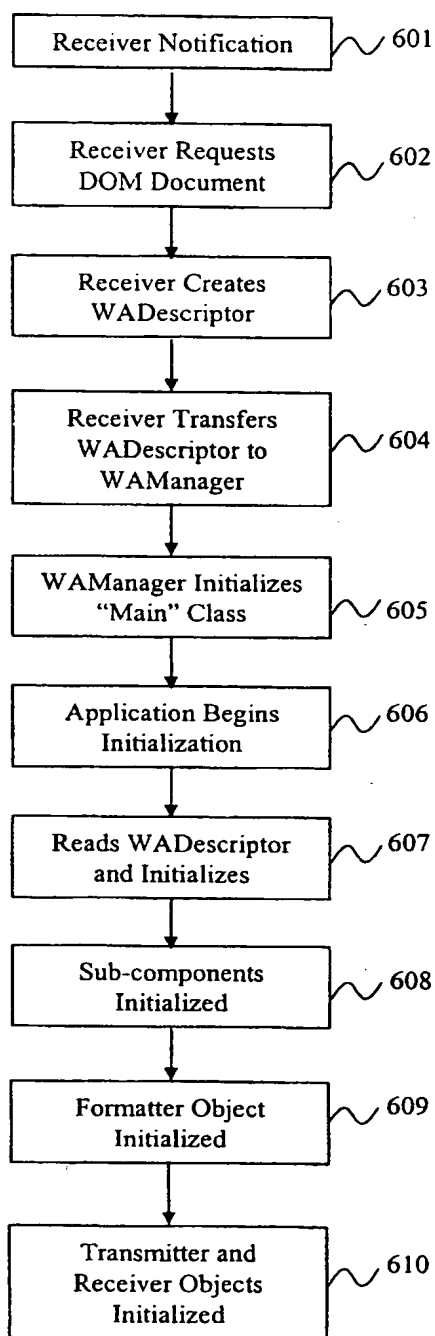 Receiver Notification
601
Receiver Requests
DOM Document
602
Receiver Creates
WADescriptor
603
Receiver Transfers
WADescriptor to
WAManager
604
WAManager Initializes
“Main” Class
605
Application Begins
Initialization
606
Reads WADescriptor
and Initializes
607
Sub-components
Initialized
608
Formatter Object
Initialized
609
Transmitter and
Receiver Objects
Initialized
610